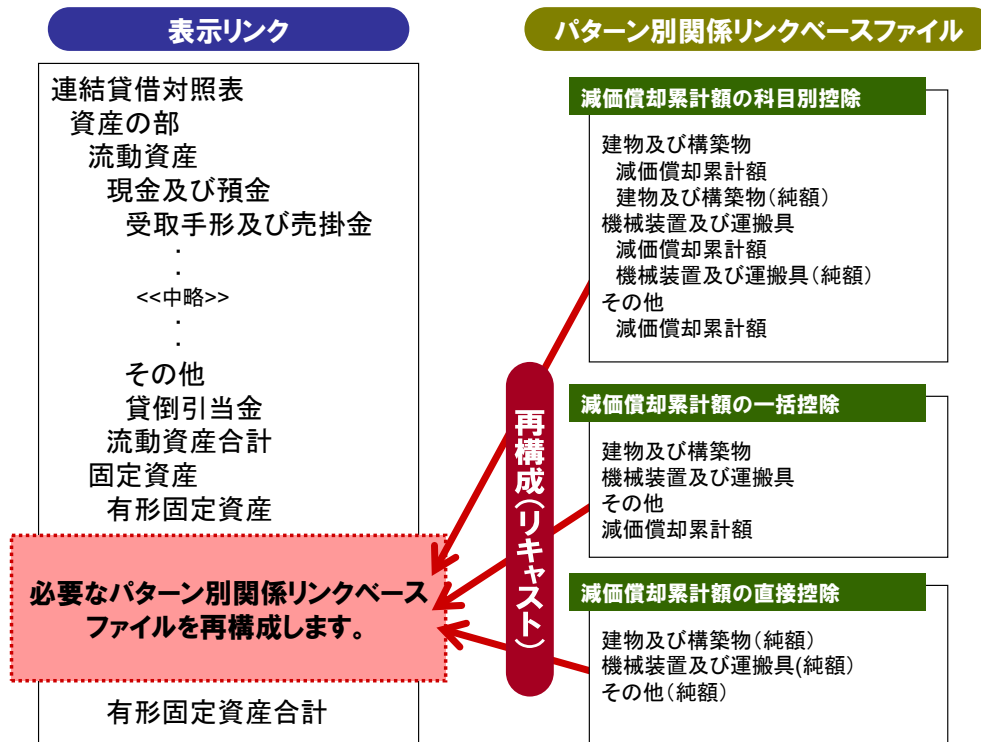 表示リンク
連結貸借対照表
資産の部
流動資産
現金及び預金
受取手形及び売掛金
・
・
<<中略>>
・
・
その他
貸倒引当金
流動資産合計
固定資産
有形固定資産
必要なパターン別関係リンクベース
ファイルを再構成します。
有形固定資産合計
再構成(リキャスト)
パターン別関係リンクベースファイル
減価償却累計額の科目別控除
建物及び構築物
減価償却累計額
建物及び構築物(純額)
機械装置及び運搬具
減価償却累計額
機械装置及び運搬具(純額)
その他
減価償却累計額
減価償却累計額の一括控除
建物及び構築物
機械装置及び運搬具
その他
減価償却累計額
減価償却累計額の直接控除
建物及び構築物(純額)
機械装置及び運搬具(純額)
その他(純額)